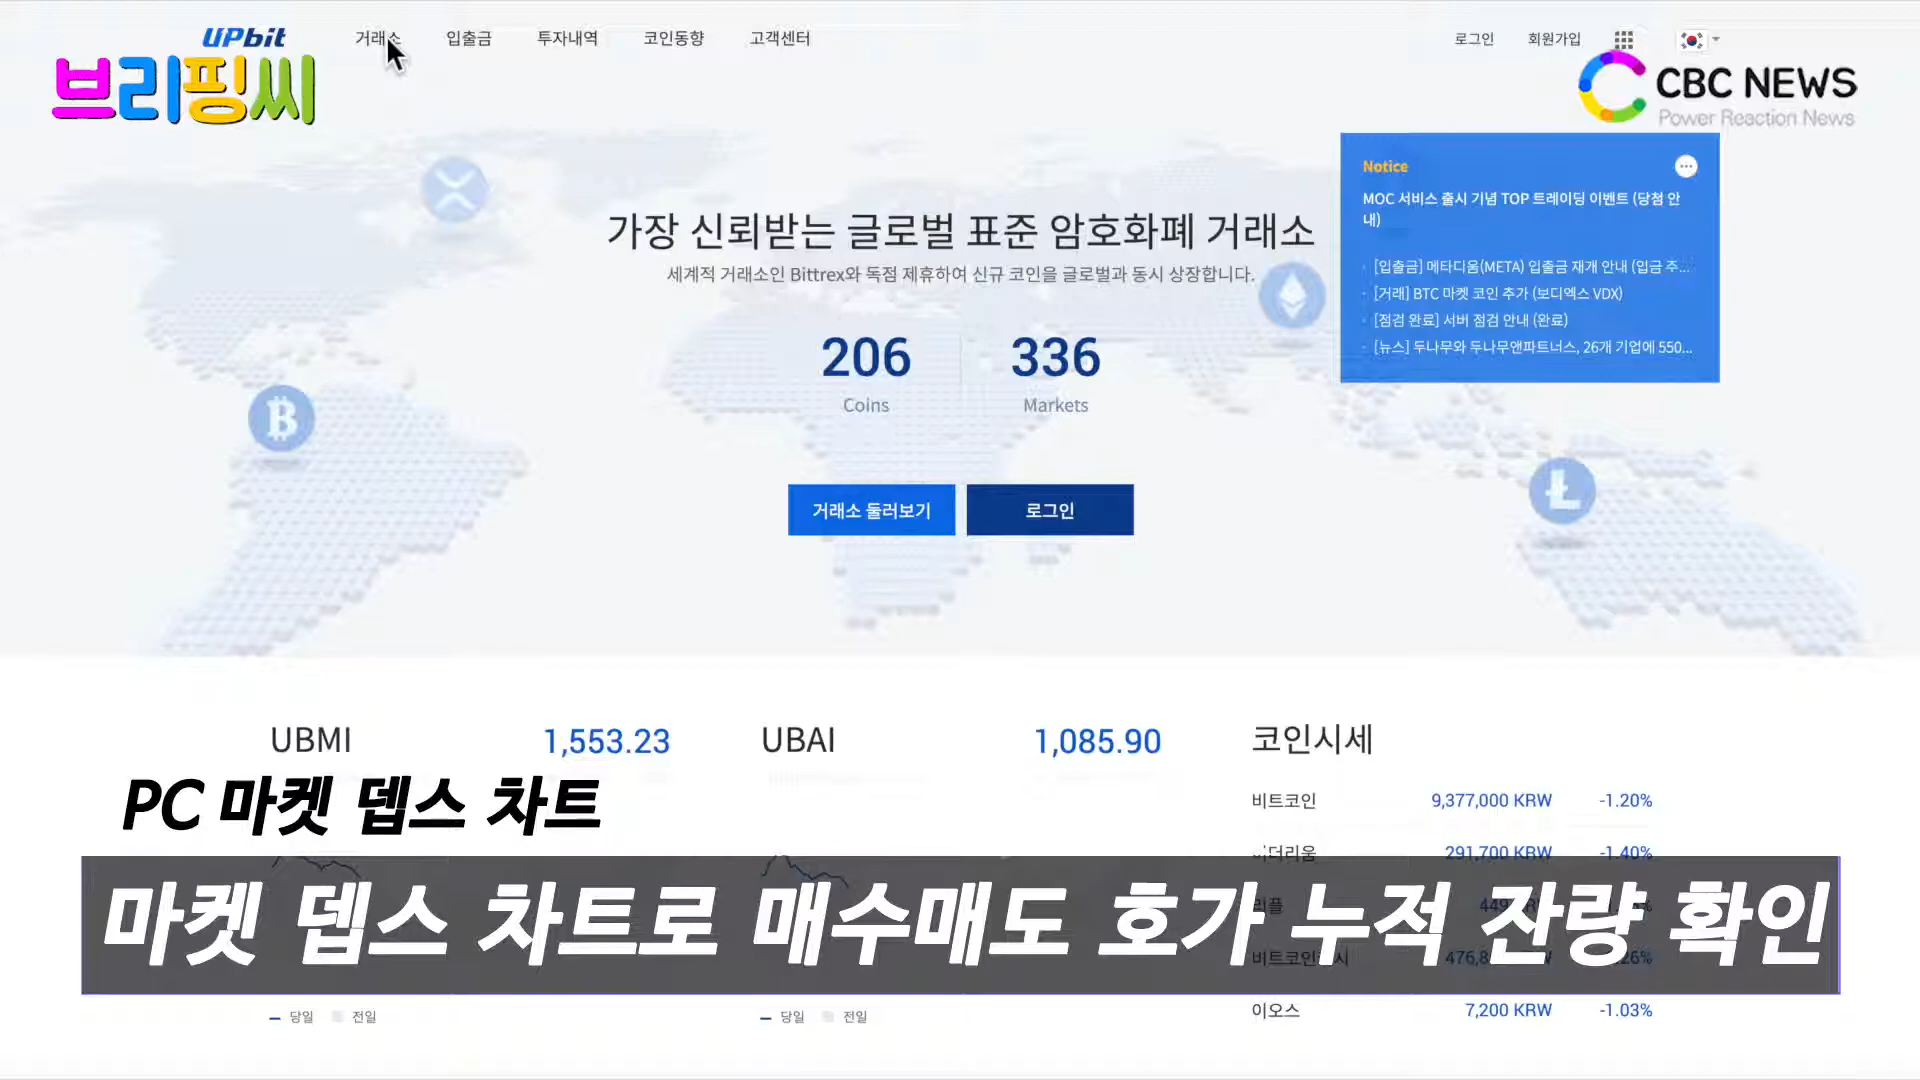 UPbit 거래소 입출금 투자내역 코인동향 고객센터 로그인 회원가입
브리핑씨
CBC NEWS
Power Reaction News
Notice
MOC 서비스 출시 기념 TOP 트레이딩 이벤트 (당첨 안
내)
· [입출금] 메타디움(META) 입출금 재개 안내 (입금 주...
· [거래] BTC 마켓 코인 추가 (보디엑스 VDX)
· [점검 완료] 서버 점검 안내 (완료)
· [뉴스] 두나무와 두나무앤파트너스, 26개 기업에 550...
가장 신뢰받는 글로벌 표준 암호화폐 거래소
세계적 거래소인 Bittrex와 독점 제휴하여 신규 코인을 글로벌과 동시 상장합니다.
206 336
Coins Markets
거래소 둘러보기 로그인
UBMI 1,553.23 UBAI 1,085.90 코인시세
비트코인 9,377,000 KRW -1.20%
PC 마켓 뎁스 차트
291,700 KRW -1.40%
마켓 뎁스 차트로 매수매도 호가 누적 잔량 확인
이오스 7,200 KRW -1.03%
당일 전일 당일 전일